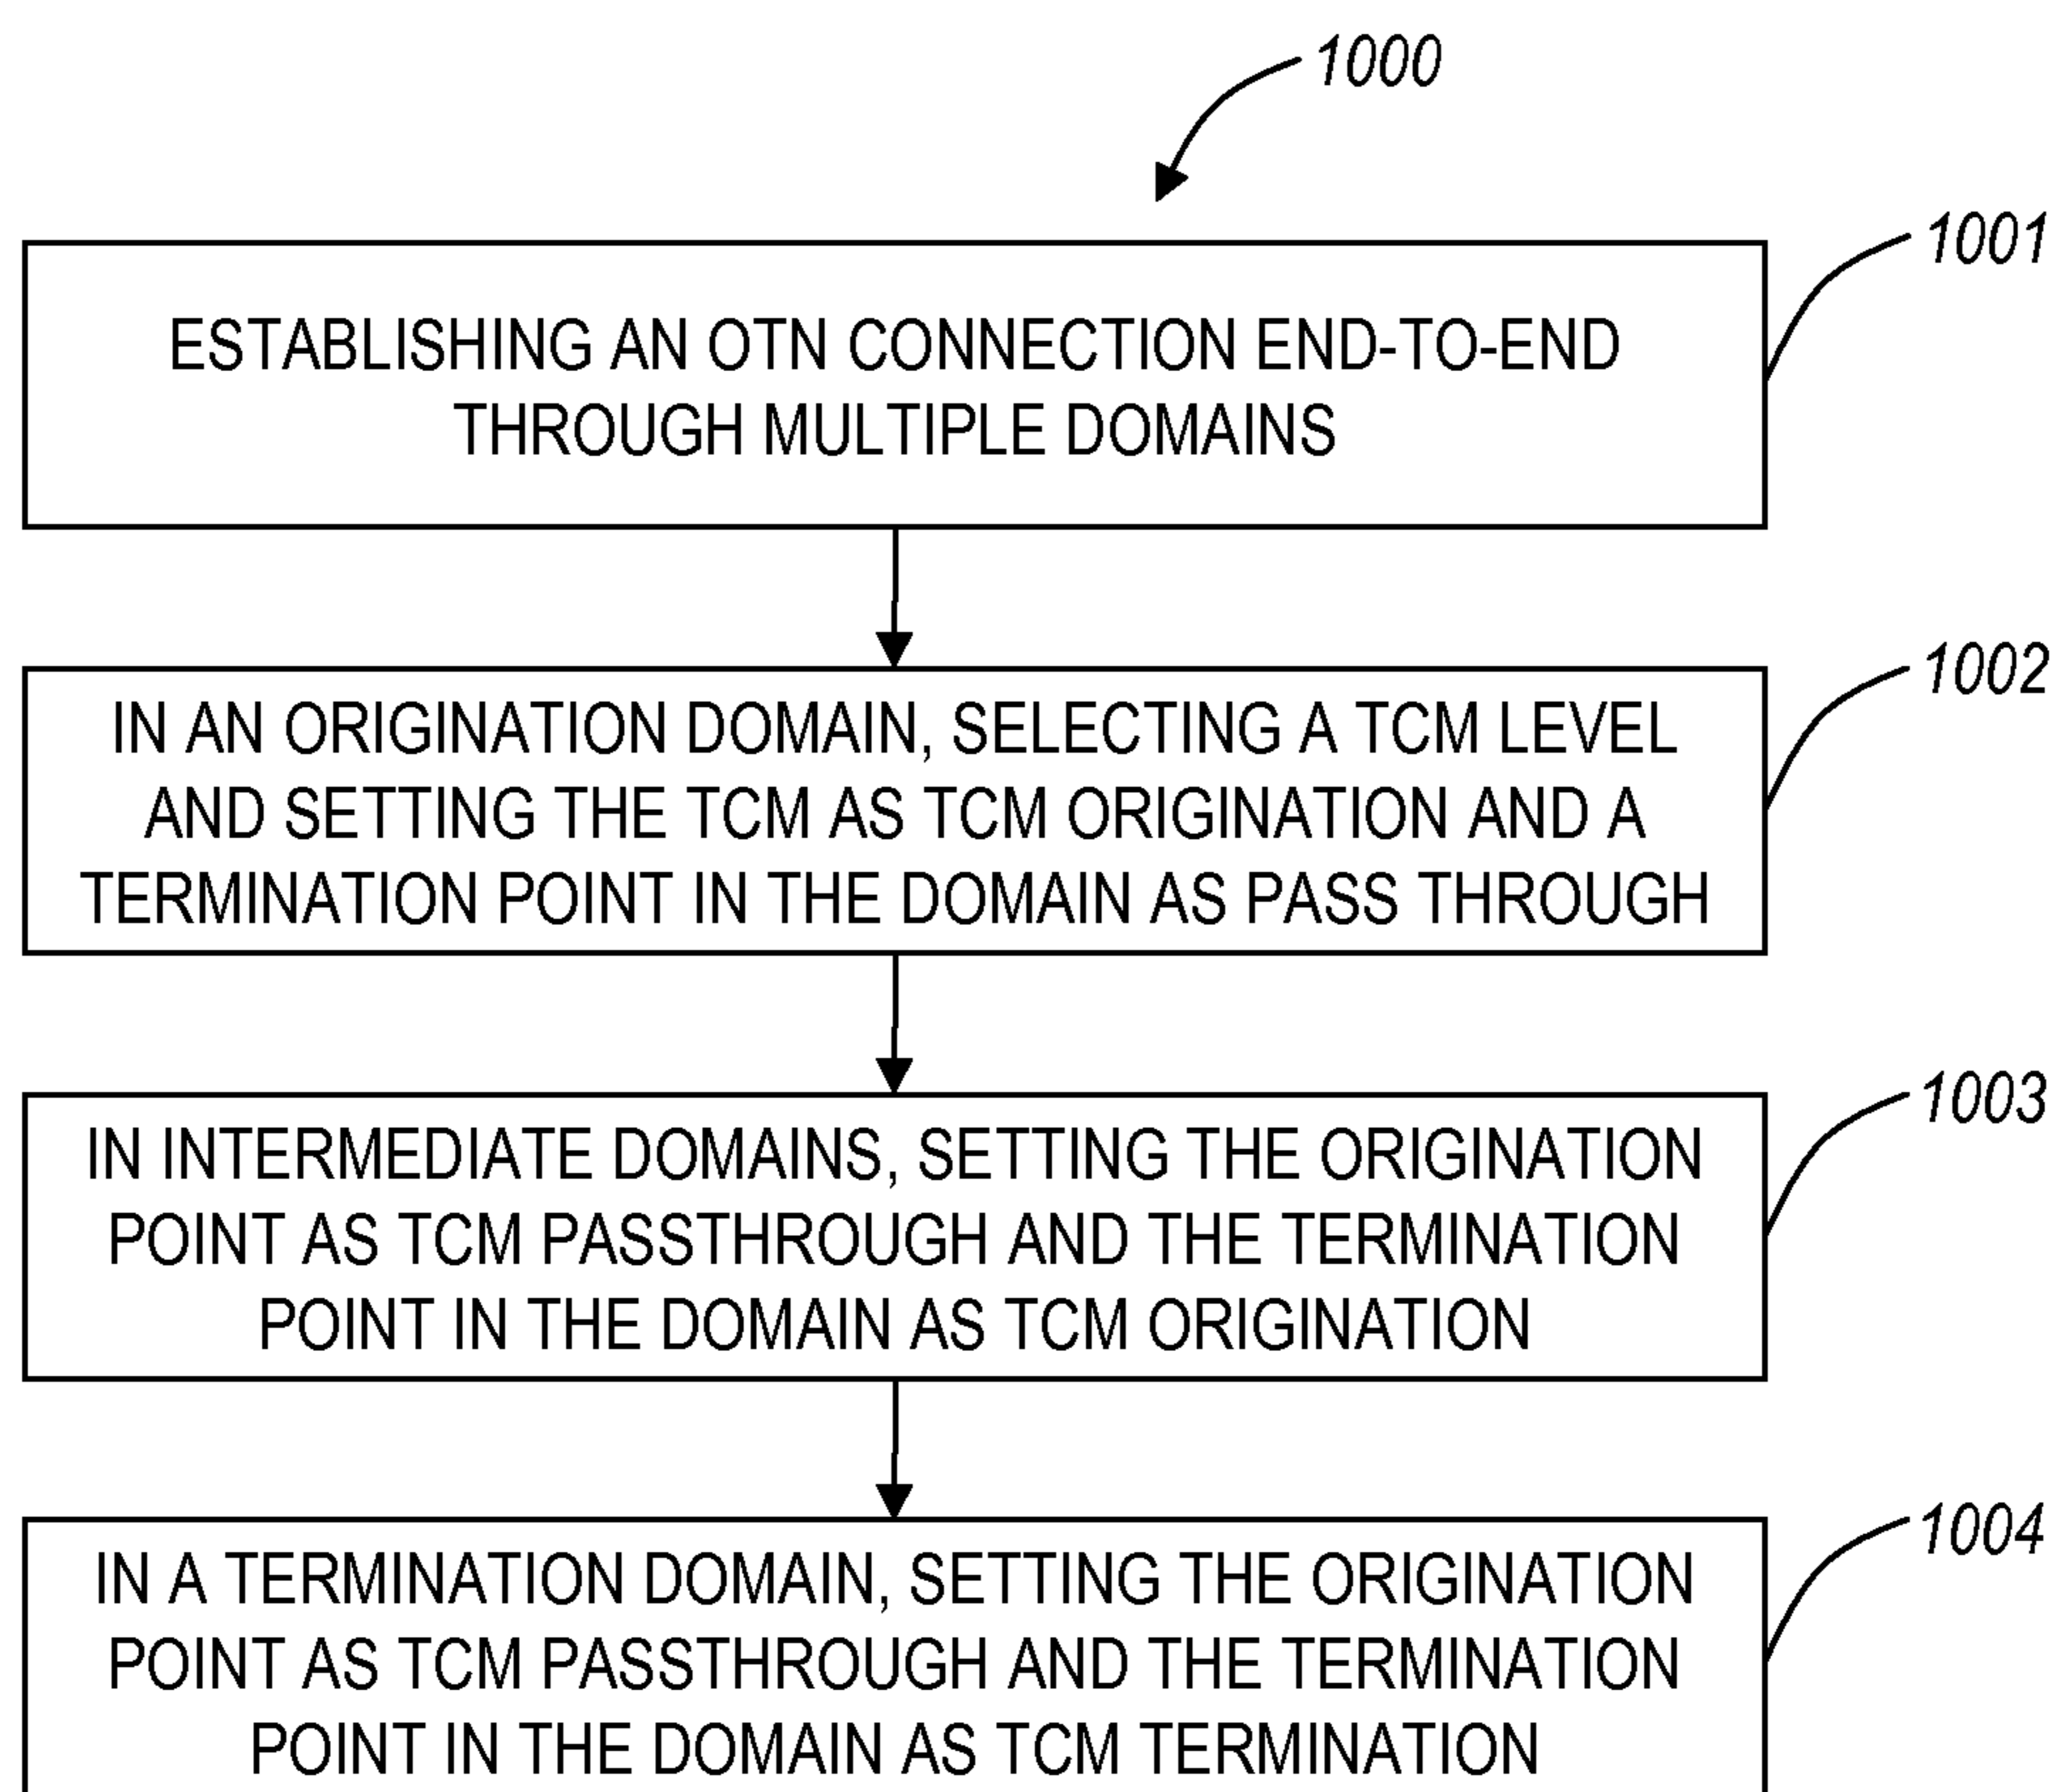 1000
1001
ESTABLISHING AN OTN CONNECTION END-TO-END
THROUGH MULTIPLE DOMAINS
1002
IN AN ORIGINATION DOMAIN, SELECTING A TCM LEVEL
AND SETTING THE TCM AS TCM ORIGINATION AND A
TERMINATION POINT IN THE DOMAIN AS PASS THROUGH
1003
IN INTERMEDIATE DOMAINS, SETTING THE ORIGINATION
POINT AS TCM PASSTHROUGH AND THE TERMINATION
POINT IN THE DOMAIN AS TCM ORIGINATION
1004
IN A TERMINATION DOMAIN, SETTING THE ORIGINATION
POINT AS TCM PASSTHROUGH AND THE TERMINATION
POINT IN THE DOMAIN AS TCM TERMINATION